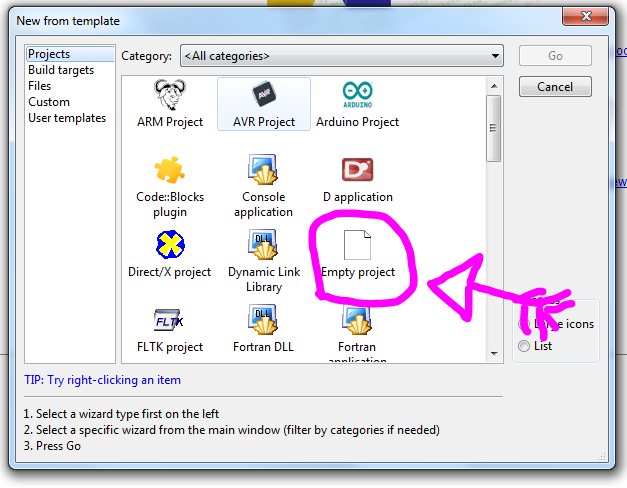 New from template
Projects
Build targets
Files
Custom
User templates
Category: <All categories>
Go
Cancel
ARM Project
AVR Project
ARDUINO
Arduino Project
Code::Blocks
plugin
Console
application
D application
Direct/X project
DLL
Dynamic Link
Library
Empty project
FLTK
FLTK project
DLL
Fortran DLL
Fortran
application
icons
List
TIP: Try right-clicking an item
1. Select a wizard type first on the left
2. Select a specific wizard from the main window (filter by categories if needed)
3. Press Go